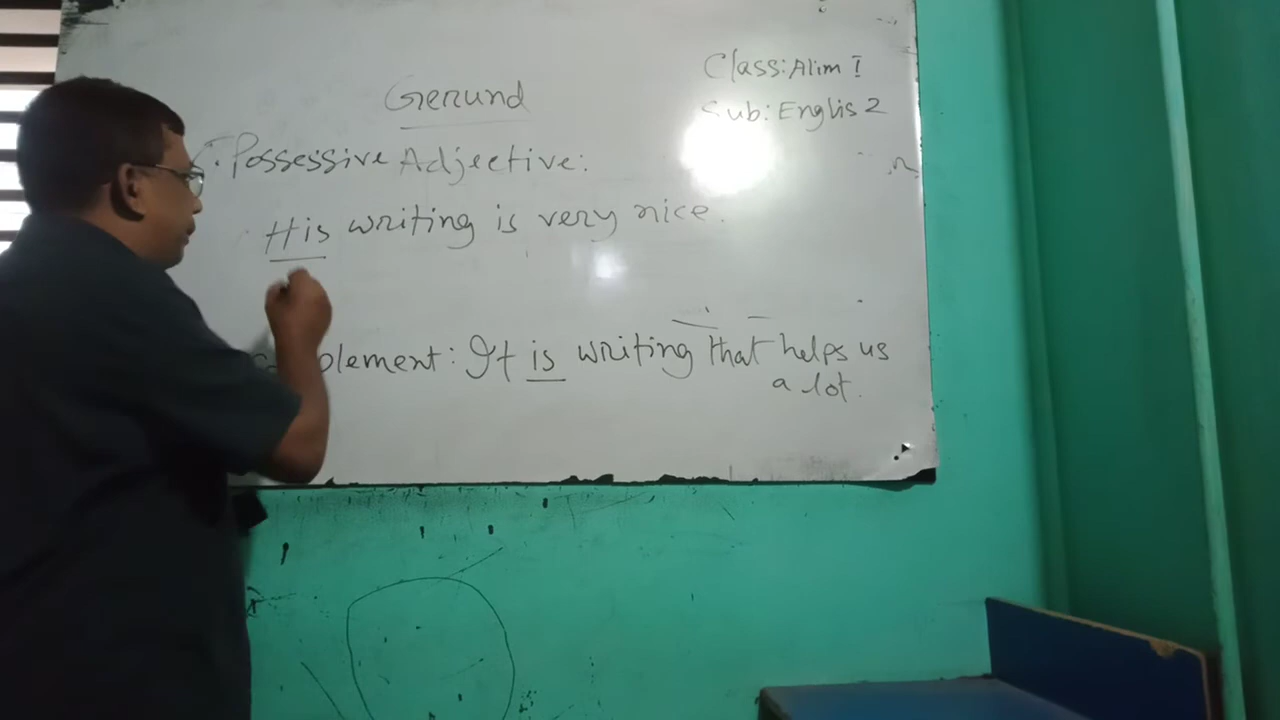 Class: Alim I
Sub: Englis 2
Gerund
Possessive Adjective:
His writing is very nice.
plement: It is writing that helps us
a lot.